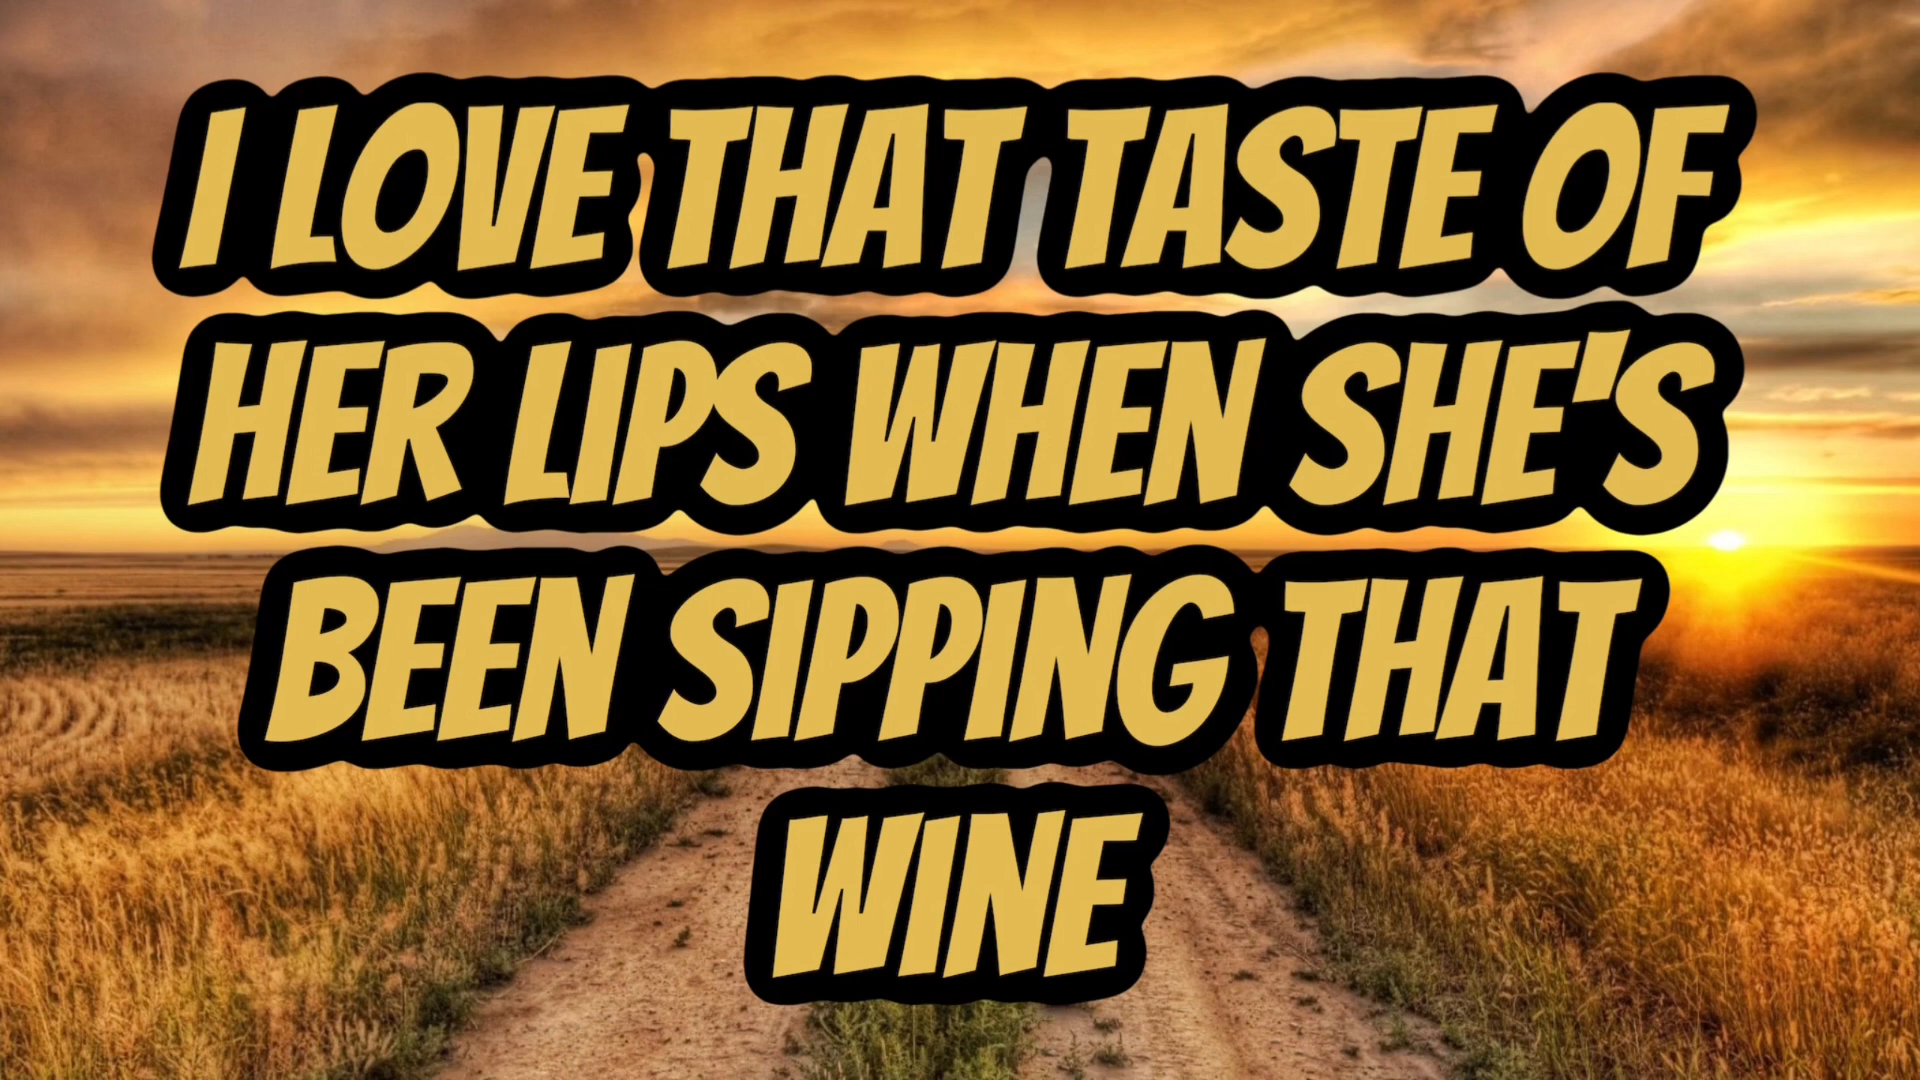 I LOVE THAT TASTE OF
HER LIPS WHEN SHE'S
BEEN SIPPING THAT
WINE